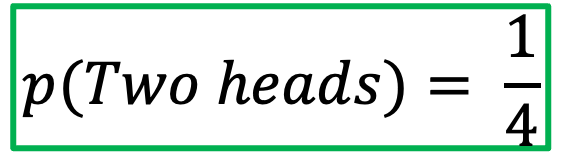 p(Two heads) = 1/4